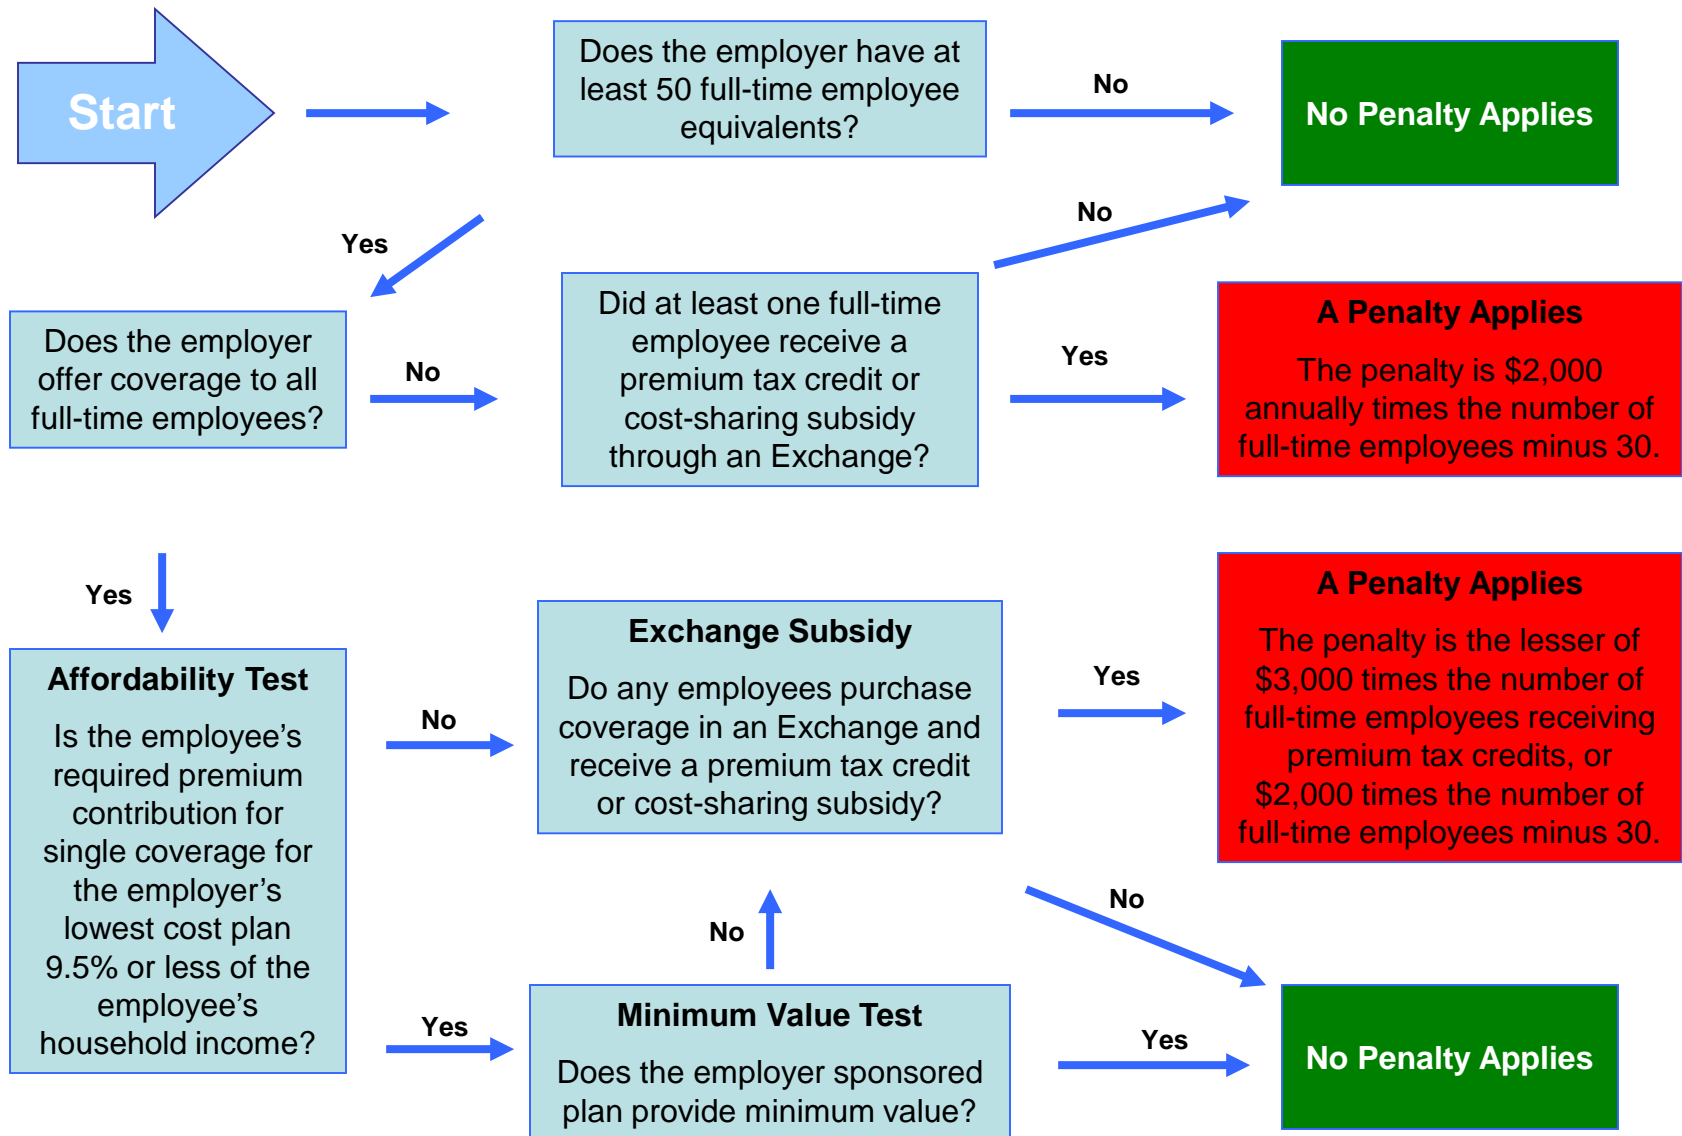 Start
Does the employer have at
least 50 full-time employee
equivalents?
No
No Penalty Applies
Yes
No
Does the employer
offer coverage to all
full-time employees?
No
Did at least one full-time
employee receive a
premium tax credit or
cost-sharing subsidy
through an Exchange?
Yes
A Penalty Applies
The penalty is $2,000
annually times the number of
full-time employees minus 30.
Yes
Affordability Test
Is the employee’s
required premium
contribution for
single coverage for
the employer’s
lowest cost plan
9.5% or less of the
employee’s
household income?
No
Exchange Subsidy
Do any employees purchase
coverage in an Exchange and
receive a premium tax credit
or cost-sharing subsidy?
Yes
A Penalty Applies
The penalty is the lesser of
$3,000 times the number of
full-time employees receiving
premium tax credits, or
$2,000 times the number of
full-time employees minus 30.
No
No
Yes
Minimum Value Test
Does the employer sponsored
plan provide minimum value?
Yes
No Penalty Applies